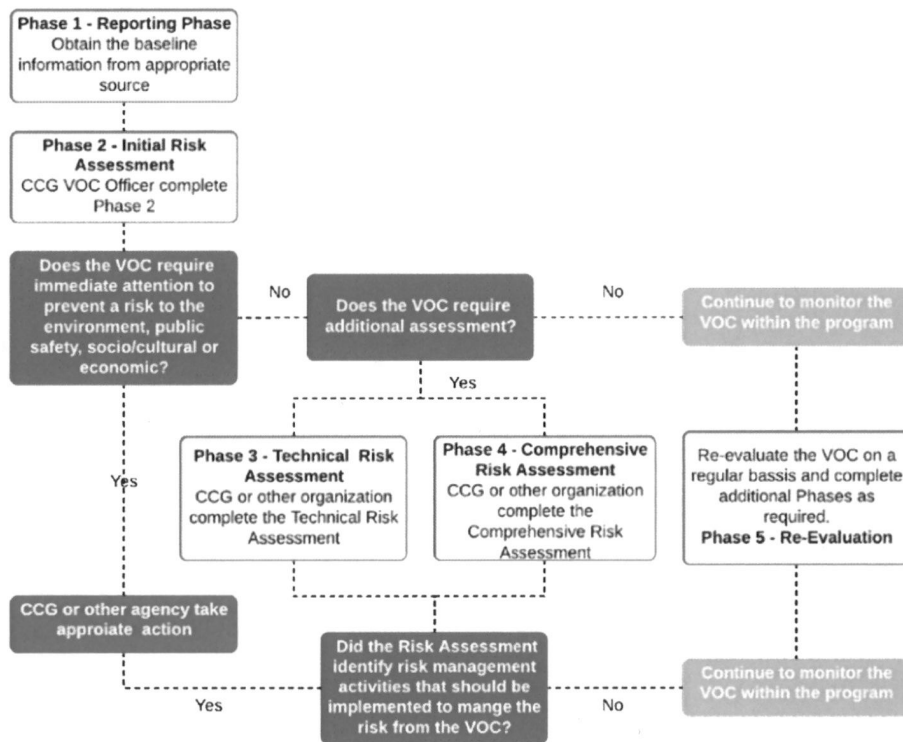 Phase 1 - Reporting Phase
Obtain the baseline
information from appropriate
source
Phase 2 - Initial Risk
Assessment
CCG VOC Officer complete
Phase 2
Does the VOC require
immediate attention to
prevent a risk to the
environment, public
safety, socio/cultural or
economic?
No
Does the VOC require
additional assessment?
No
Continue to monitor the
VOC within the program
Yes
Yes
Phase 3 - Technical Risk
Assessment
CCG or other organization
complete the Technical Risk
Assessment
Phase 4 - Comprehensive
Risk Assessment
CCG or other organization
complete the
Comprehensive Risk
Assessment
Re-evaluate the VOC on a
regular bassis and complete
additional Phases as
required.
Phase 5 - Re-Evaluation
CCG or other agency take
approiate action
Yes
Did the Risk Assessment
identify risk management
activities that should be
implemented to mange the
risk from the VOC?
No
Continue to monitor the
VOC within the program